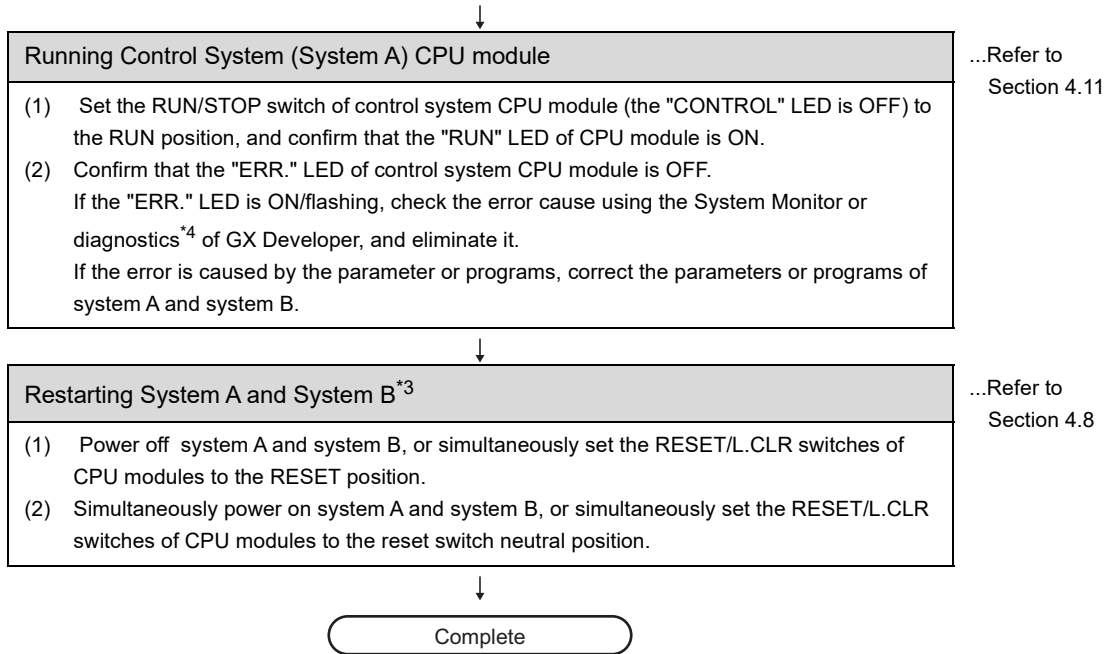 Running Control System (System A) CPU module
...Refer to
Section 4.11
(1) Set the RUN/STOP switch of control system CPU module (the "CONTROL" LED is OFF) to
the RUN position, and confirm that the "RUN" LED of CPU module is ON.
(2) Confirm that the "ERR." LED of control system CPU module is OFF.
If the "ERR." LED is ON/flashing, check the error cause using the System Monitor or
diagnostics*4 of GX Developer, and eliminate it.
If the error is caused by the parameter or programs, correct the parameters or programs of
system A and system B.
Restarting System A and System B*3
...Refer to
Section 4.8
(1) Power off system A and system B, or simultaneously set the RESET/L.CLR switches of
CPU modules to the RESET position.
(2) Simultaneously power on system A and system B, or simultaneously set the RESET/L.CLR
switches of CPU modules to the reset switch neutral position.
Complete